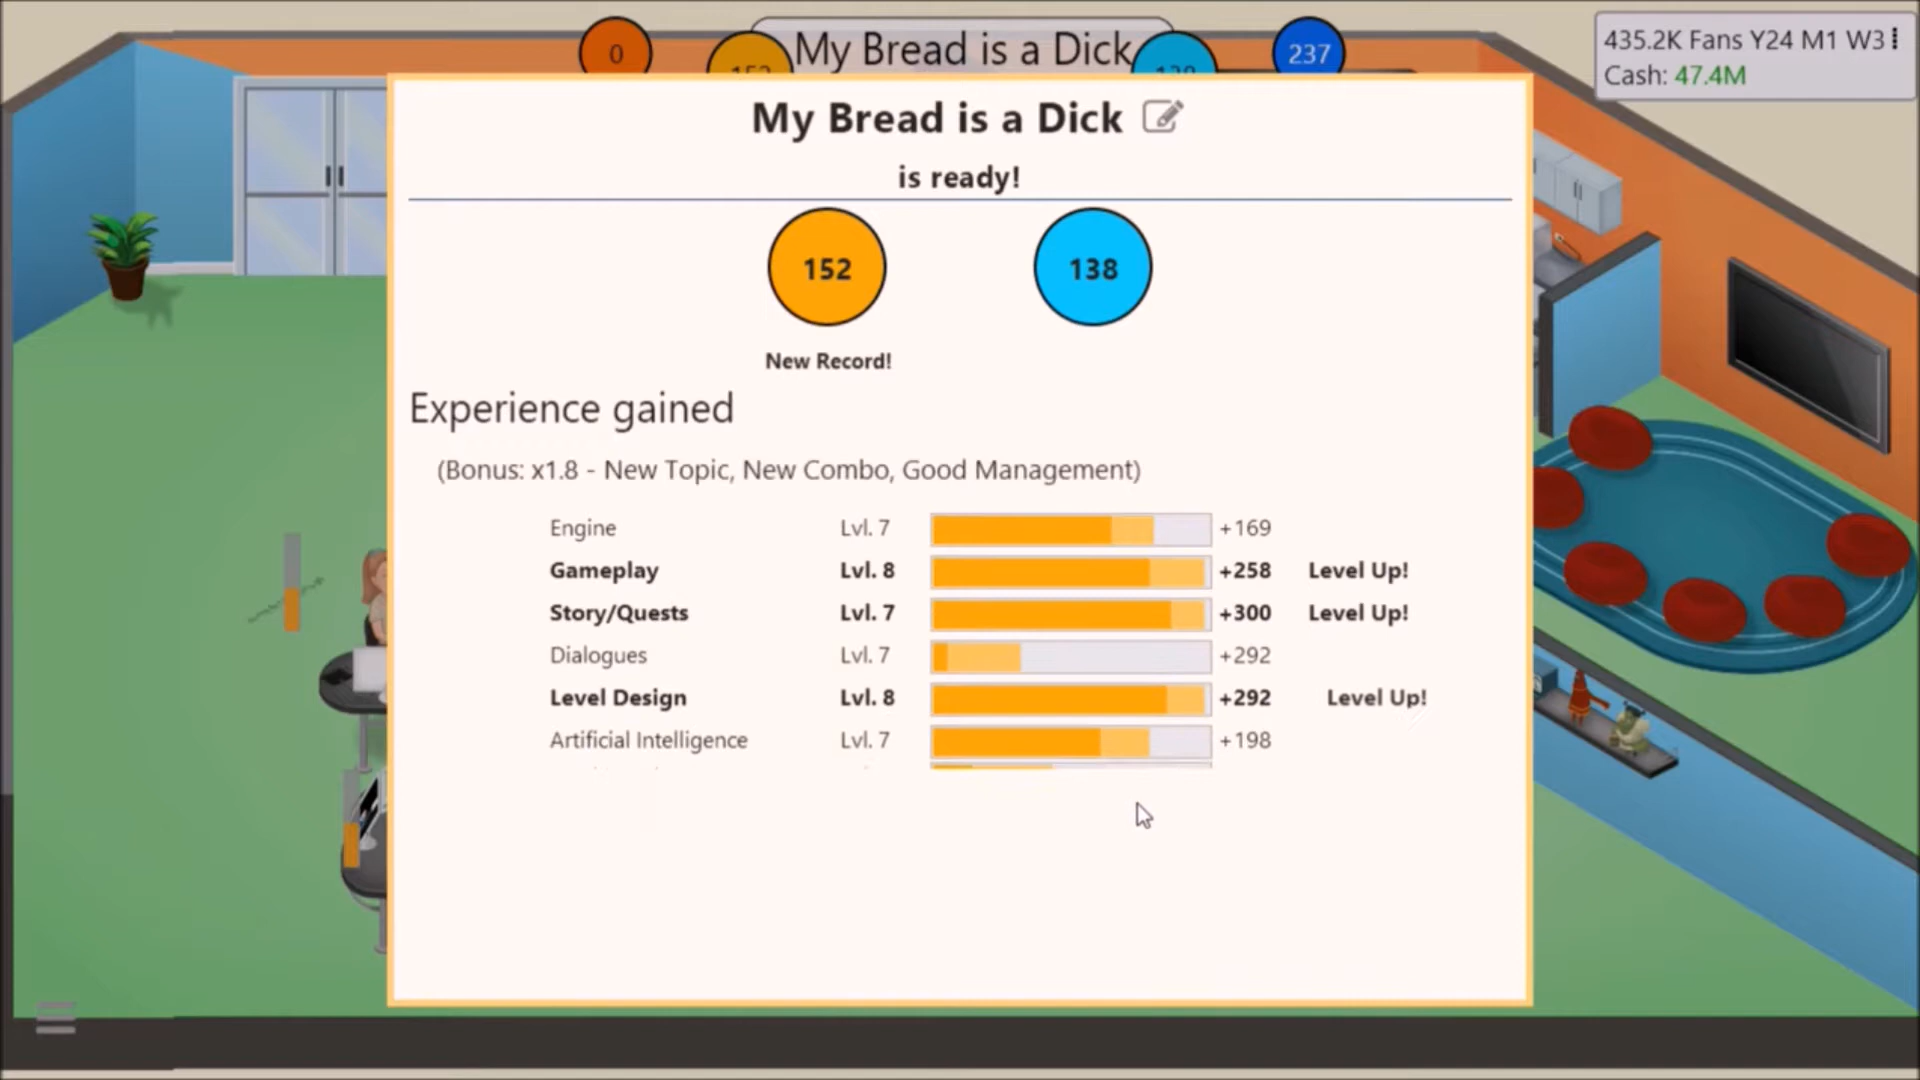 0
My Bread is a Dick
237
435.2K Fans Y24 M1 W3
Cash: 47.4M
My Bread is a Dick
is ready!
152
138
New Record!
Experience gained
(Bonus: x1.8 - New Topic, New Combo, Good Management)
Engine Lvl. 7 +169
Gameplay Lvl. 8 +258 Level Up!
Story/Quests Lvl. 7 +300 Level Up!
Dialogues Lvl. 7 +292
Level Design Lvl. 8 +292 Level Up!
Artificial Intelligence Lvl. 7 +198